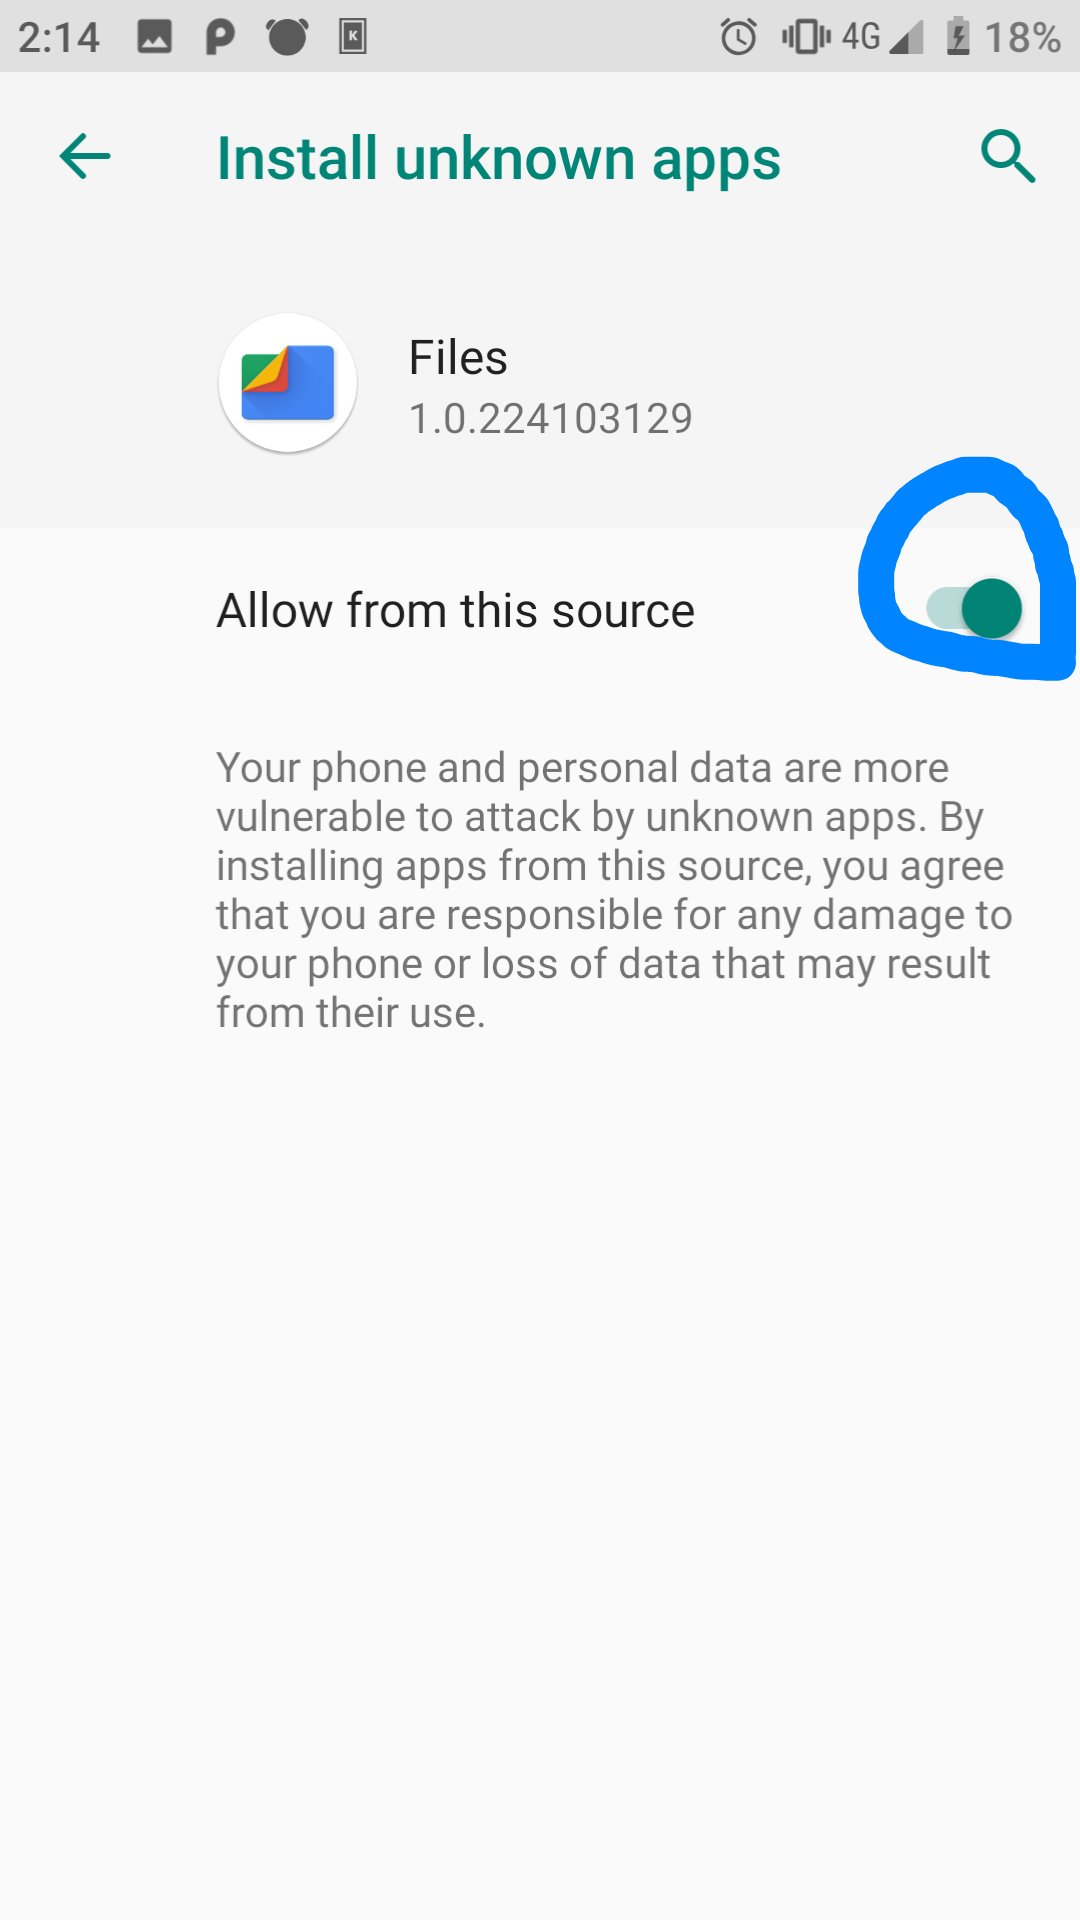 2:14 4G 18%
Install unknown apps
Files
1.0.224103129
Allow from this source
Your phone and personal data are more
vulnerable to attack by unknown apps. By
installing apps from this source, you agree
that you are responsible for any damage to
your phone or loss of data that may result
from their use.